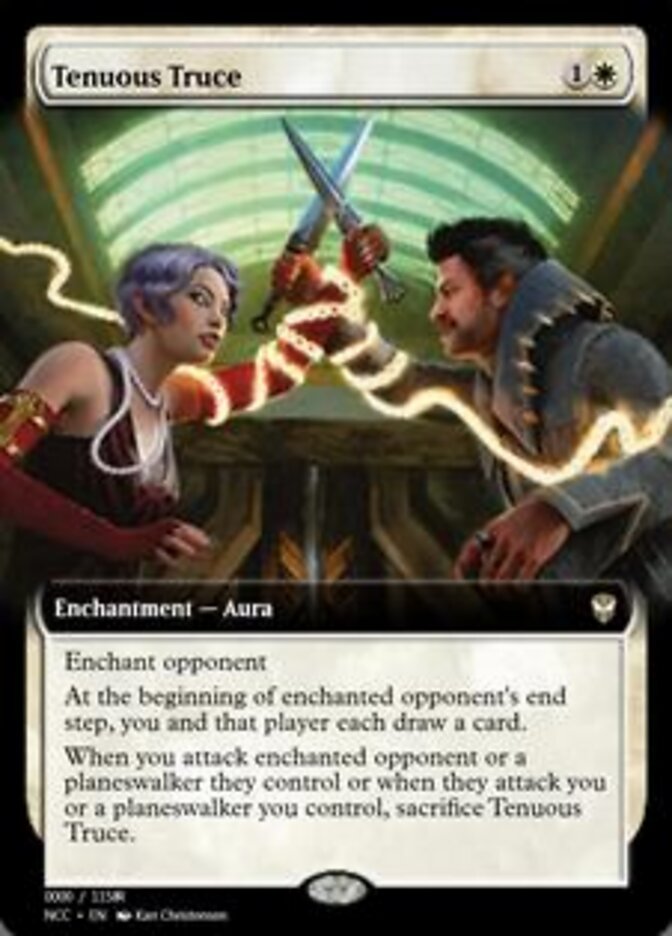 Tenuous Truce 1
Enchantment — Aura
Enchant opponent
At the beginning of enchanted opponent's end
step, you and that player each draw a card.
When you attack enchanted opponent or a
planeswalker they control or when they attack you
or a planeswalker you control, sacrifice Tenuous
Truce.
NCC • EN Kari Christensen